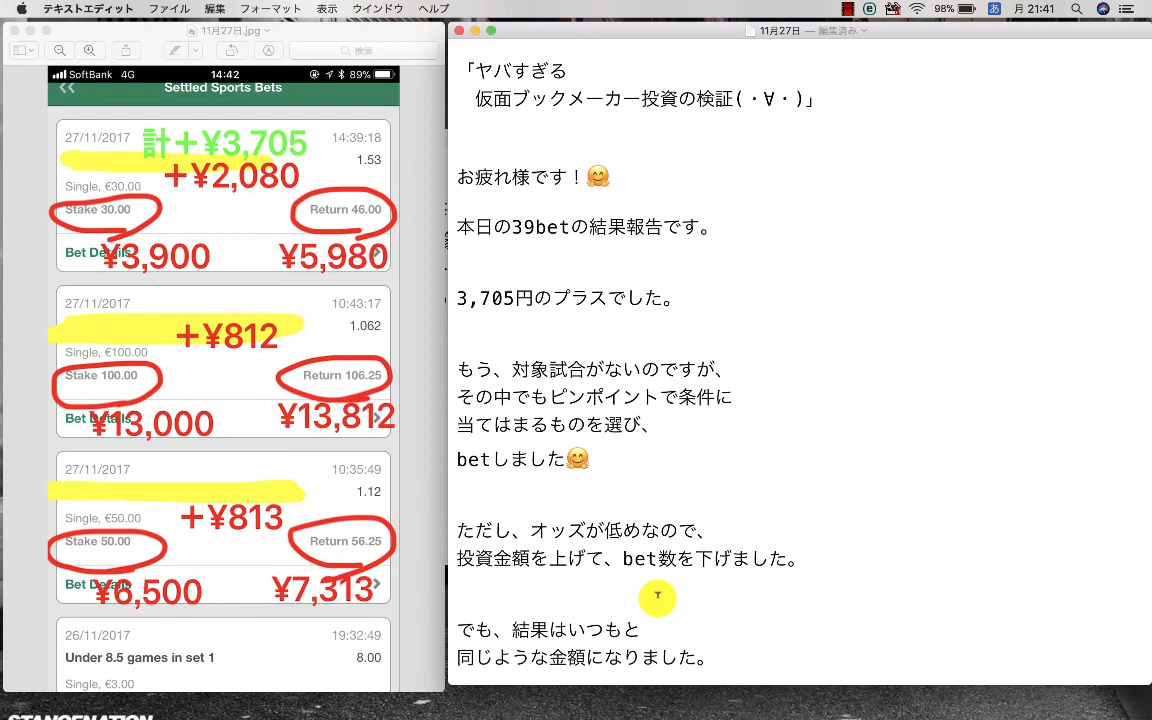 テキストエディット ファイル 編集 フォーマット 表示 ウインドウ ヘルプ
98% あ 月 21:41
11月27日.jpg
検索
SoftBank 4G 14:42 89%
Settled Sports Bets
27/11/2017 計+¥3,705 14:39:18
1.53
+¥2,080
Single, €30.00
Stake 30.00 Return 46.00
Bet Details ¥3,900 ¥5,980
27/11/2017 10:43:17
+¥812 1.062
Single, €100.00
Stake 100.00 Return 106.25
Bet Details ¥13,000 ¥13,812
27/11/2017 10:35:49
1.12
Single, €50.00 +¥813
Stake 50.00 Return 56.25
Bet Details ¥6,500 ¥7,313
26/11/2017 19:32:49
Under 8.5 games in set 1 8.00
Single, €3.00
11月27日 — 編集済み
「ヤバすぎる
仮面ブックメーカー投資の検証(・∀・)」
お疲れ様です！🤗
本日の39betの結果報告です。
3,705円のプラスでした。
もう、対象試合がないのですが、
その中でもピンポイントで条件に
当てはまるものを選び、
betしました🤗
ただし、オッズが低めなので、
投資金額を上げて、bet数を下げました。
でも、結果はいつもと
同じような金額になりました。